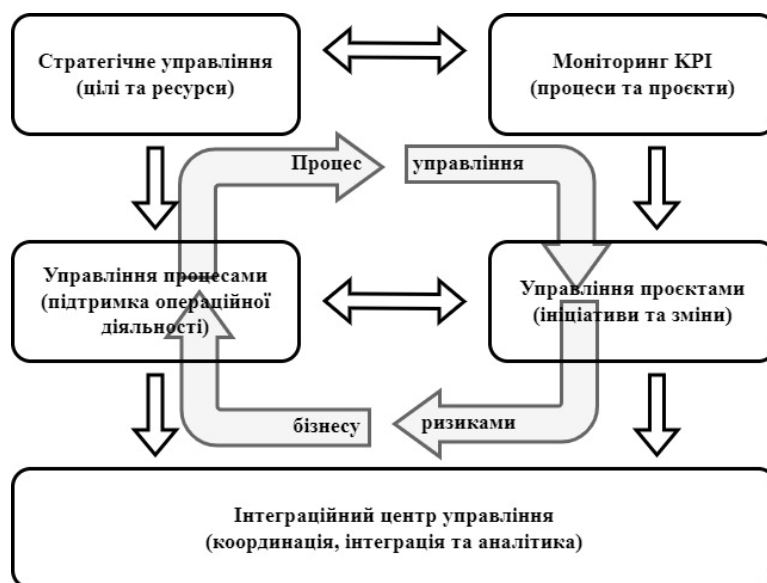 Стратегічне управління
(цілі та ресурси)
Моніторинг KPI
(процеси та проєкти)
Процес
управління
Управління процесами
(підтримка операційної
діяльності)
Управління проєктами
(ініціативи та зміни)
бізнесу
ризиками
Інтеграційний центр управління
(координація, інтеграція та аналітика)